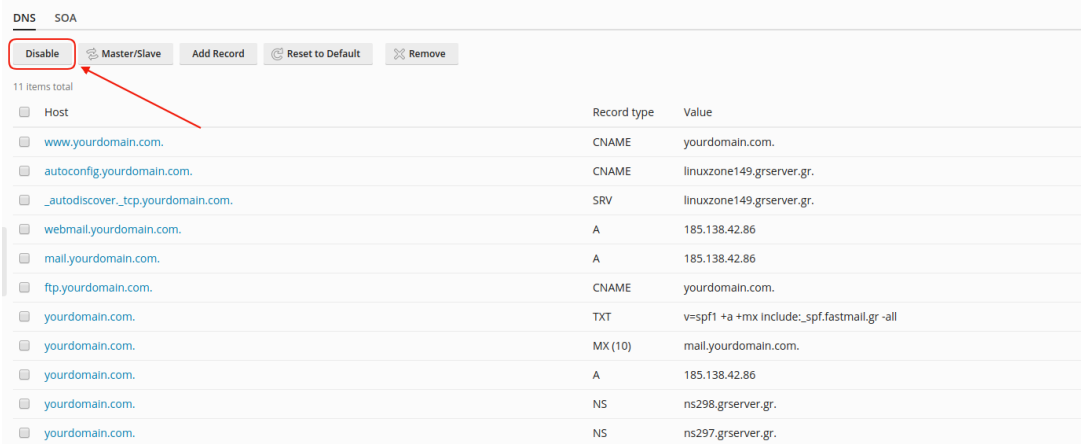 DNS SOA
Disable Master/Slave Add Record Reset to Default Remove
11 items total
Host Record type Value
www.yourdomain.com. CNAME yourdomain.com.
autoconfig.yourdomain.com. CNAME linuxzone149.grserver.gr.
_autodiscover._tcp.yourdomain.com. SRV linuxzone149.grserver.gr.
webmail.yourdomain.com. A 185.138.42.86
mail.yourdomain.com. A 185.138.42.86
ftp.yourdomain.com. CNAME yourdomain.com.
yourdomain.com. TXT v=spf1 +a +mx include:_spf.fastmail.gr -all
yourdomain.com. MX (10) mail.yourdomain.com.
yourdomain.com. A 185.138.42.86
yourdomain.com. NS ns298.grserver.gr.
yourdomain.com. NS ns297.grserver.gr.